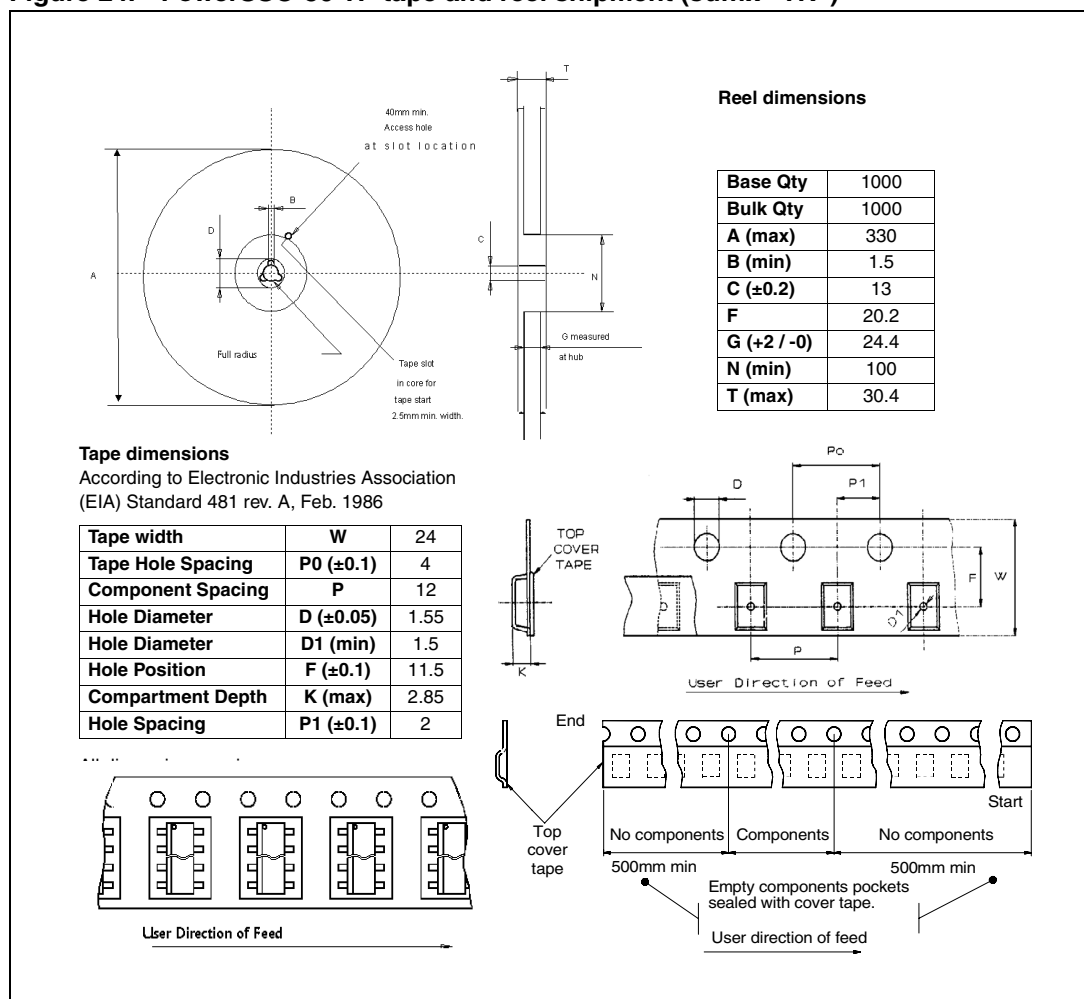 Figure tape and reel shipment (suffix
Reel dimensions
T
40mm min.
Access hole
at slot location
B
D
C
A
N
Full radius
Tape slot
in core for
tape start
2.5mm min. width.
G measured
at hub
Base Qty 1000
Bulk Qty 1000
A (max) 330
B (min) 1.5
C (±0.2) 13
F 20.2
G (+2 / -0) 24.4
N (min) 100
T (max) 30.4
Tape dimensions
According to Electronic Industries Association
(EIA) Standard 481 rev. A, Feb. 1986
Tape width W 24
Tape Hole Spacing P0 (±0.1) 4
Component Spacing P 12
Hole Diameter D (±0.05) 1.55
Hole Diameter D1 (min) 1.5
Hole Position F (±0.1) 11.5
Compartment Depth K (max) 2.85
Hole Spacing P1 (±0.1) 2
Po
D
P1
TOP
COVER
TAPE
F
W
D1
K
P
User Direction of Feed
End
Start
Top
cover
tape
No components
Components
No components
500mm min
500mm min
Empty components pockets
sealed with cover tape.
User direction of feed
User Direction of Feed